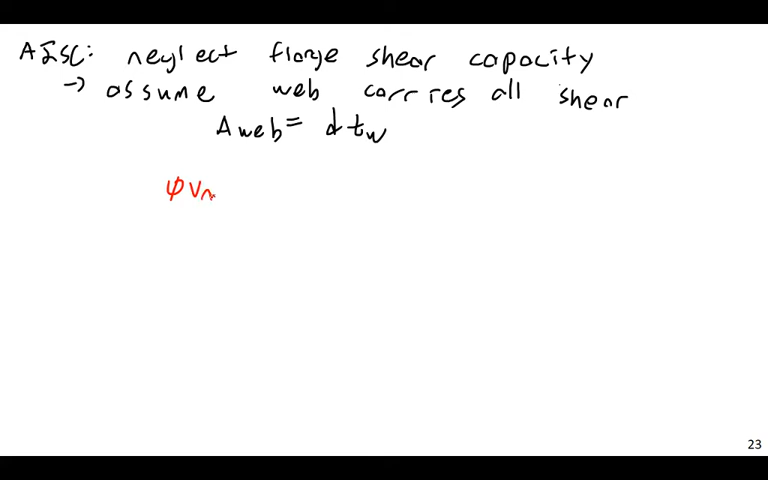 AISC: neglect flange shear capacity
→ assume web carries all shear
Aweb = d tw
φVn
23